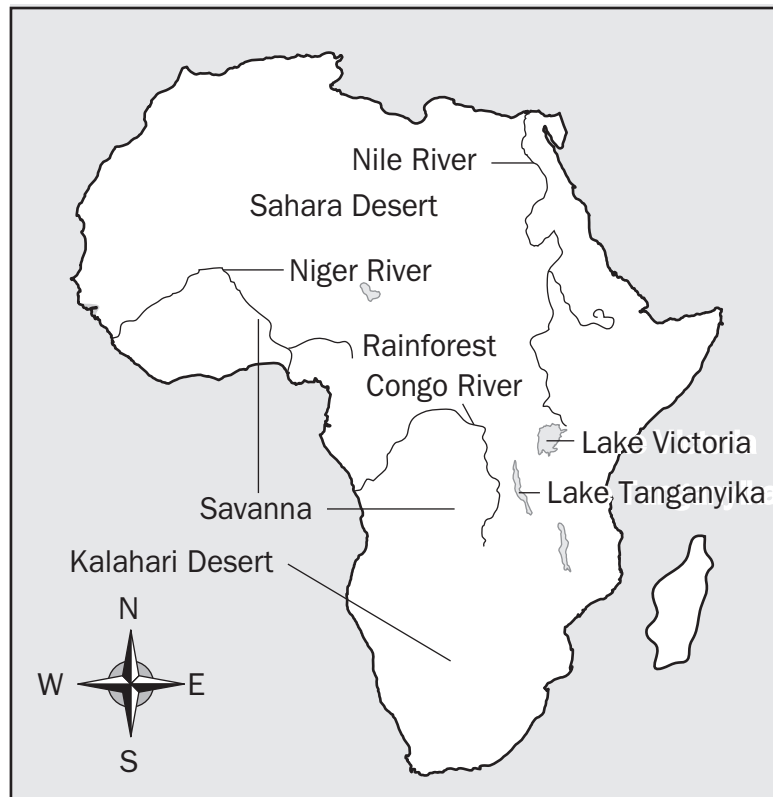 Nile River
Sahara Desert
Niger River
Rainforest
Congo River
Lake Victoria
Lake Tanganyika
Savanna
Kalahari Desert
N
W E
S